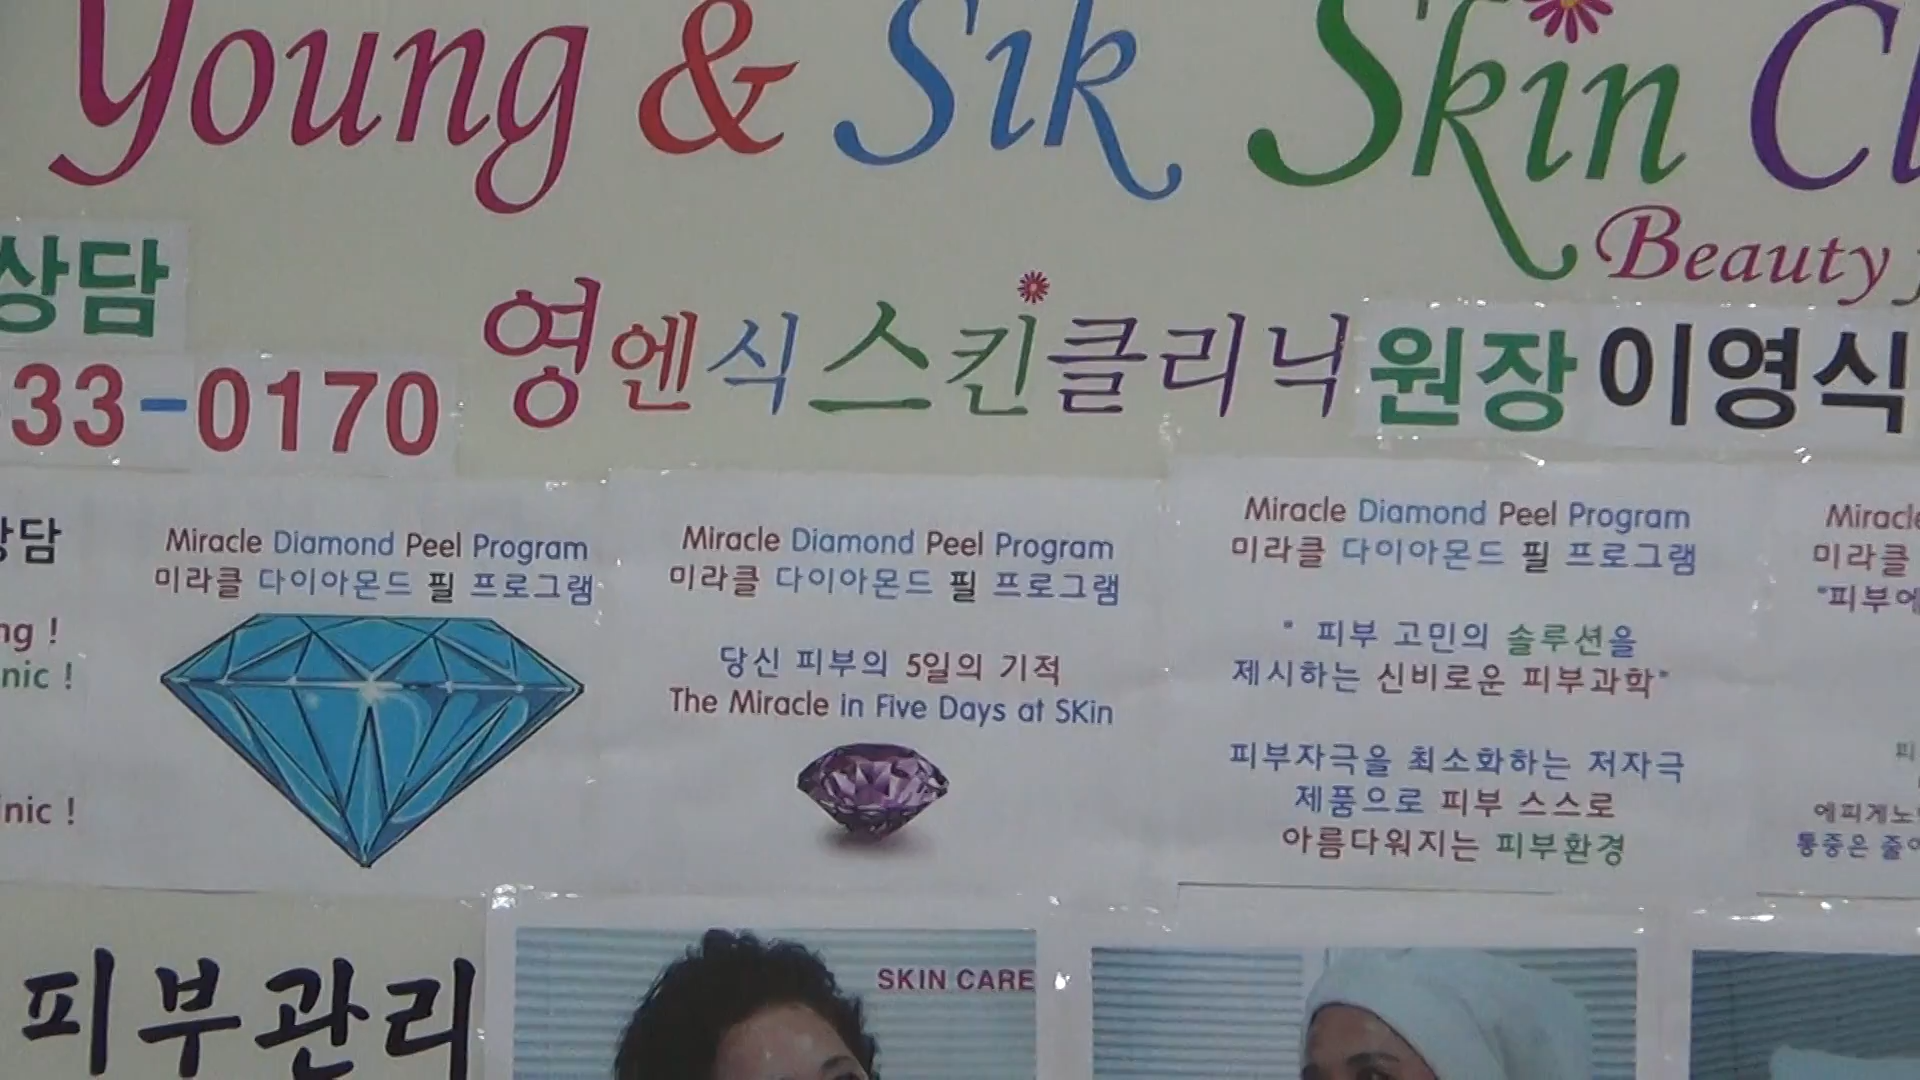 Young & Sik Skin
Beauty
상담
영엔식스킨클리닉 원장 이영식
33-0170
상담
Miracle Diamond Peel Program
미라클 다이아몬드 필 프로그램
Miracle Diamond Peel Program
미라클 다이아몬드 필 프로그램
당신 피부의 5일의 기적
The Miracle in Five Days at SKin
Miracle Diamond Peel Program
미라클 다이아몬드 필 프로그램
" 피부 고민의 솔루션을
제시하는 신비로운 피부과학"
피부자극을 최소화하는 저자극
제품으로 피부 스스로
아름다워지는 피부환경
Miracle
미라클
"피부에
통증은
피부관리
SKIN CARE